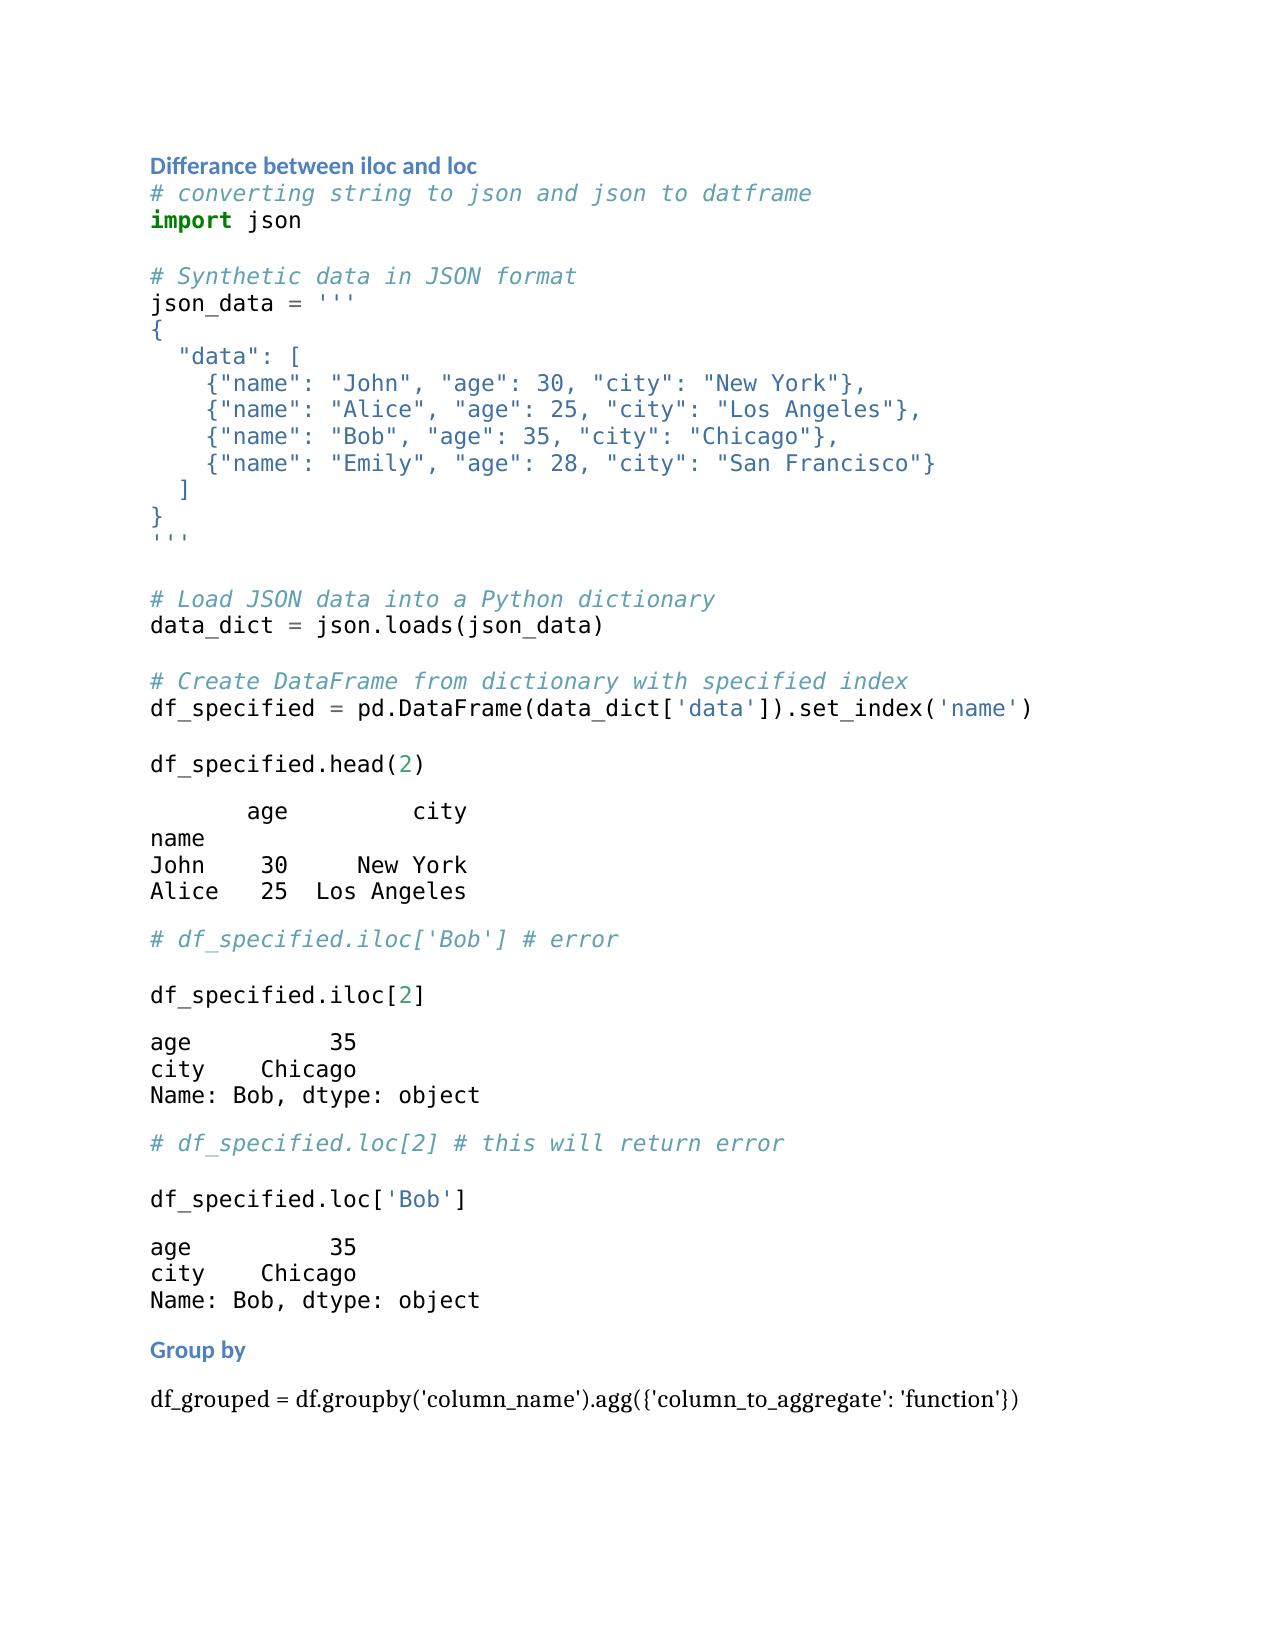 Differance between iloc and loc
# converting string to json and json to datframe
import json
# Synthetic data in JSON format
json_data = '''
{
  "data": [
    {"name": "John", "age": 30, "city": "New York"},
    {"name": "Alice", "age": 25, "city": "Los Angeles"},
    {"name": "Bob", "age": 35, "city": "Chicago"},
    {"name": "Emily", "age": 28, "city": "San Francisco"}
  ]
}
'''
# Load JSON data into a Python dictionary
data_dict = json.loads(json_data)
# Create DataFrame from dictionary with specified index
df_specified = pd.DataFrame(data_dict['data']).set_index('name')
df_specified.head(2)
       age         city
name
John    30     New York
Alice   25  Los Angeles
# df_specified.iloc['Bob'] # error
df_specified.iloc[2]
age          35
city    Chicago
Name: Bob, dtype: object
# df_specified.loc[2] # this will return error
df_specified.loc['Bob']
age          35
city    Chicago
Name: Bob, dtype: object
Group by
df_grouped = df.groupby('column_name').agg({'column_to_aggregate': 'function'})